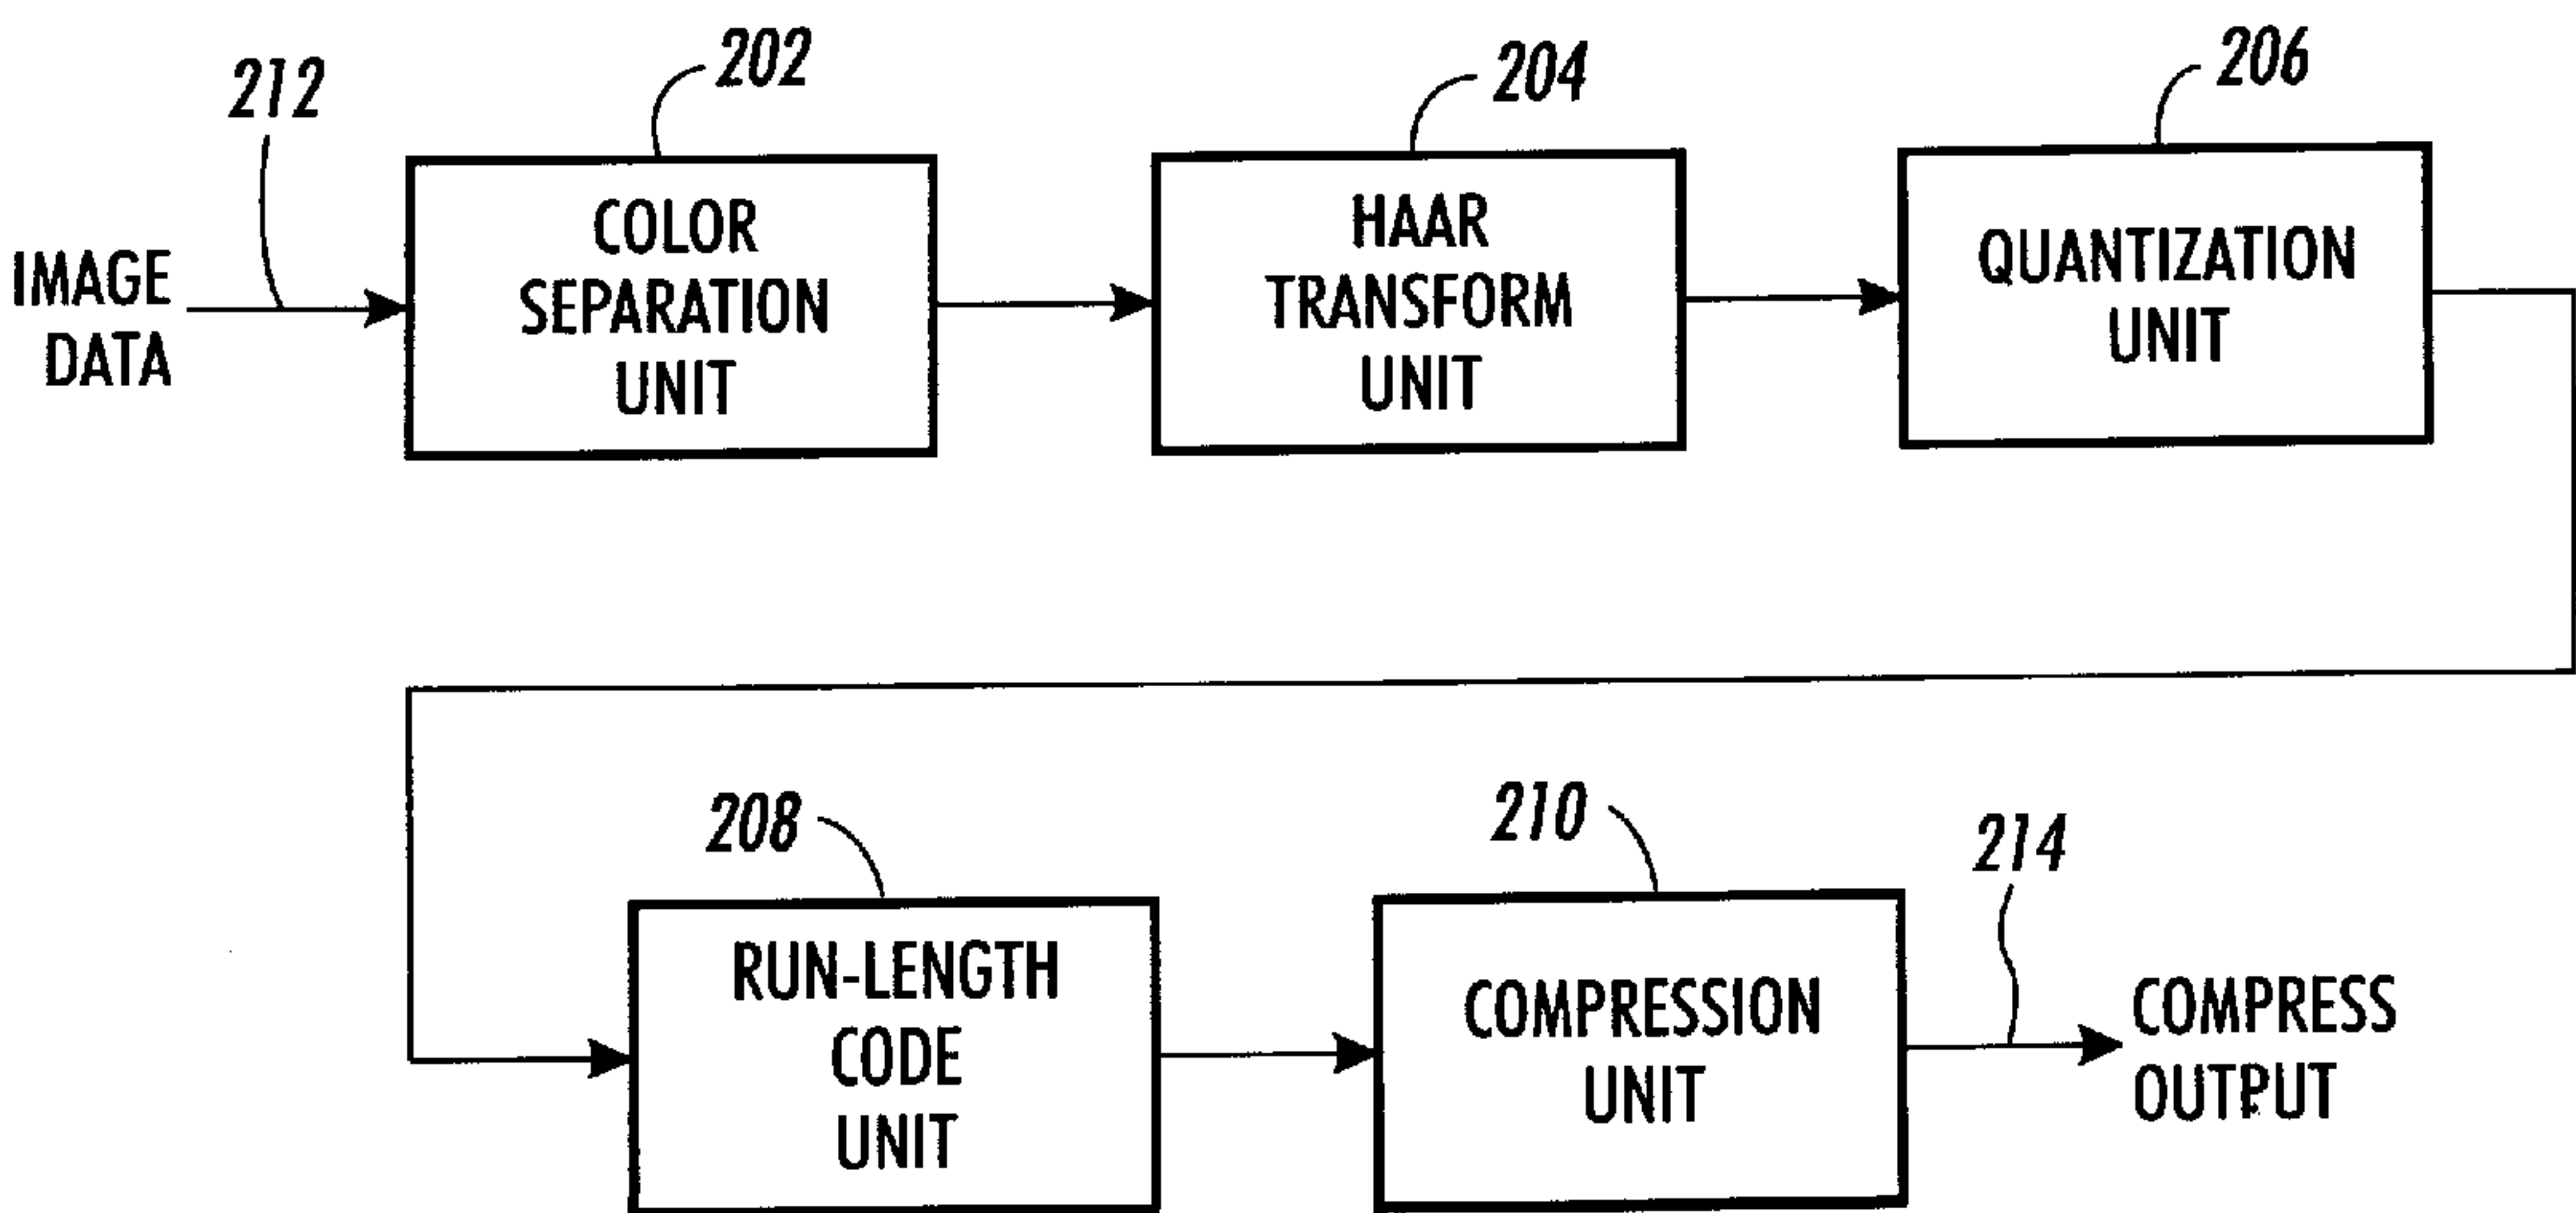 212
202
204
206
IMAGE
DATA
COLOR
SEPARATION
UNIT
HAAR
TRANSFORM
UNIT
QUANTIZATION
UNIT
208
210
214
RUN-LENGTH
CODE
UNIT
COMPRESSION
UNIT
COMPRESS
OUTPUT